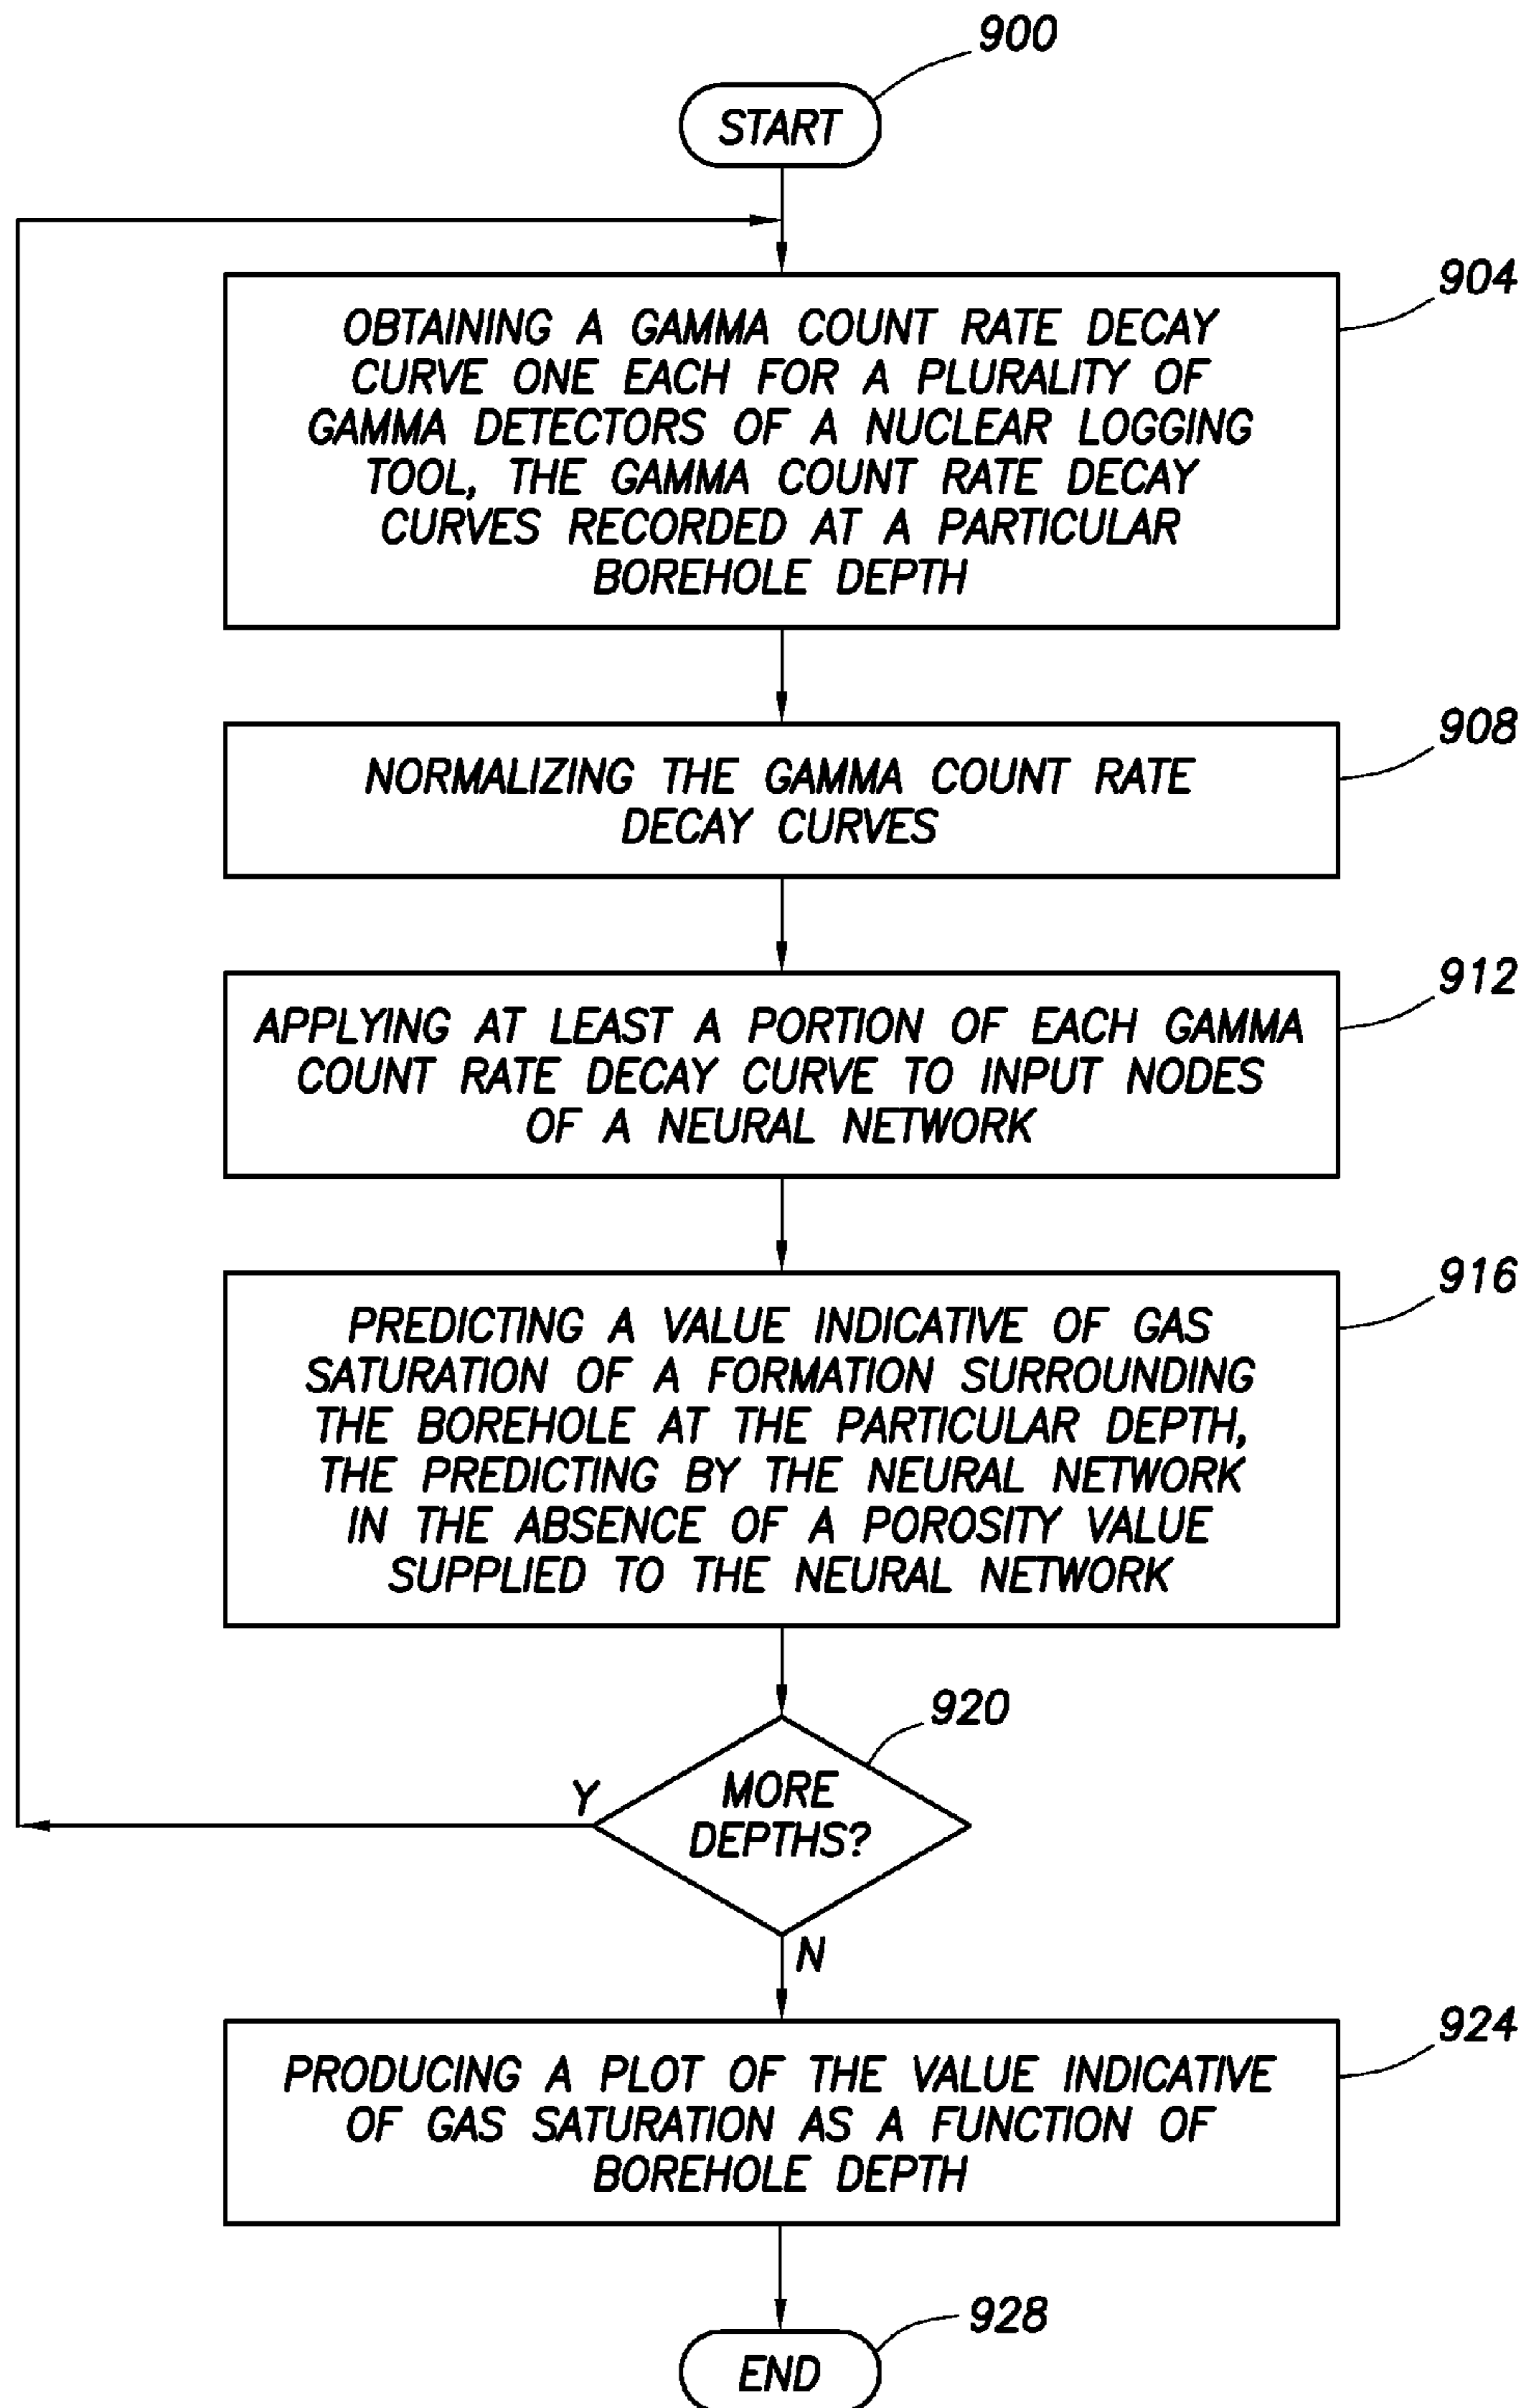 900
START
904
OBTAINING A GAMMA COUNT RATE DECAY
CURVE ONE EACH FOR A PLURALITY OF
GAMMA DETECTORS OF A NUCLEAR LOGGING
TOOL, THE GAMMA COUNT RATE DECAY
CURVES RECORDED AT A PARTICULAR
BOREHOLE DEPTH
908
NORMALIZING THE GAMMA COUNT RATE
DECAY CURVES
912
APPLYING AT LEAST A PORTION OF EACH GAMMA
COUNT RATE DECAY CURVE TO INPUT NODES
OF A NEURAL NETWORK
916
PREDICTING A VALUE INDICATIVE OF GAS
SATURATION OF A FORMATION SURROUNDING
THE BOREHOLE AT THE PARTICULAR DEPTH,
THE PREDICTING BY THE NEURAL NETWORK
IN THE ABSENCE OF A POROSITY VALUE
SUPPLIED TO THE NEURAL NETWORK
920
Y
MORE
DEPTHS?
N
924
PRODUCING A PLOT OF THE VALUE INDICATIVE
OF GAS SATURATION AS A FUNCTION OF
BOREHOLE DEPTH
928
END